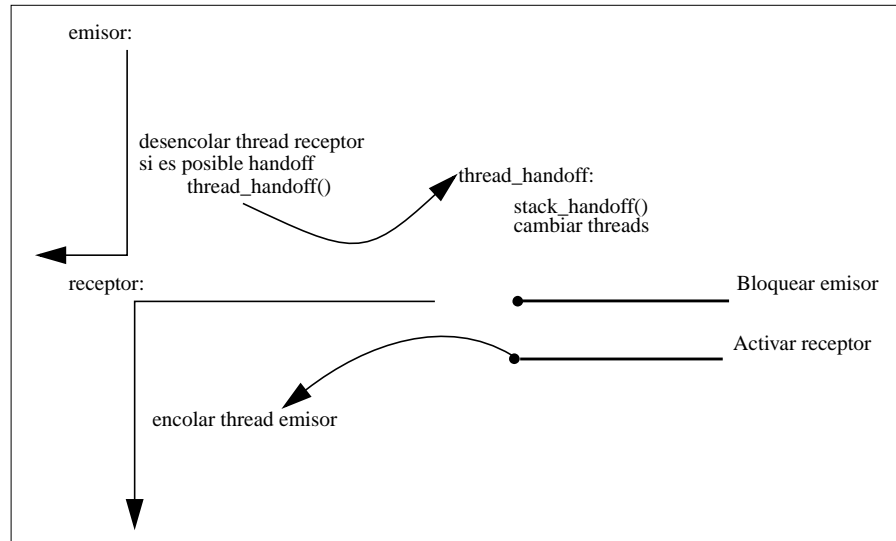 emisor:
desencolar thread receptor
si es posible handoff
thread_handoff()
thread_handoff:
stack_handoff()
cambiar threads
receptor:
Bloquear emisor
Activar receptor
encolar thread emisor